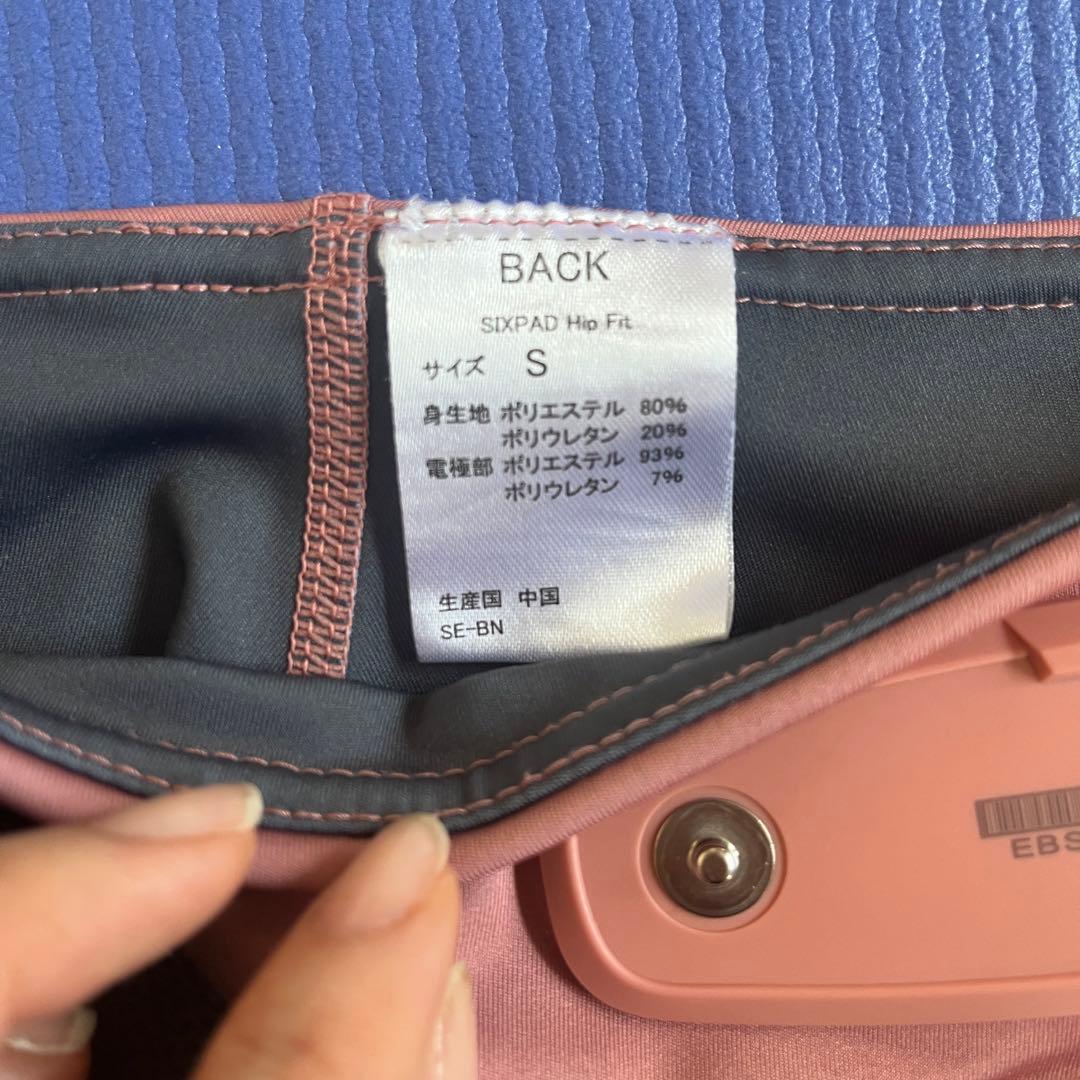 BACK
SIXPAD Hip Fit
サイズ S
身生地 ポリエステル 80%
ポリウレタン 20%
電極部 ポリエステル 93%
ポリウレタン 7%
生産国 中国
SE-BN
EBS